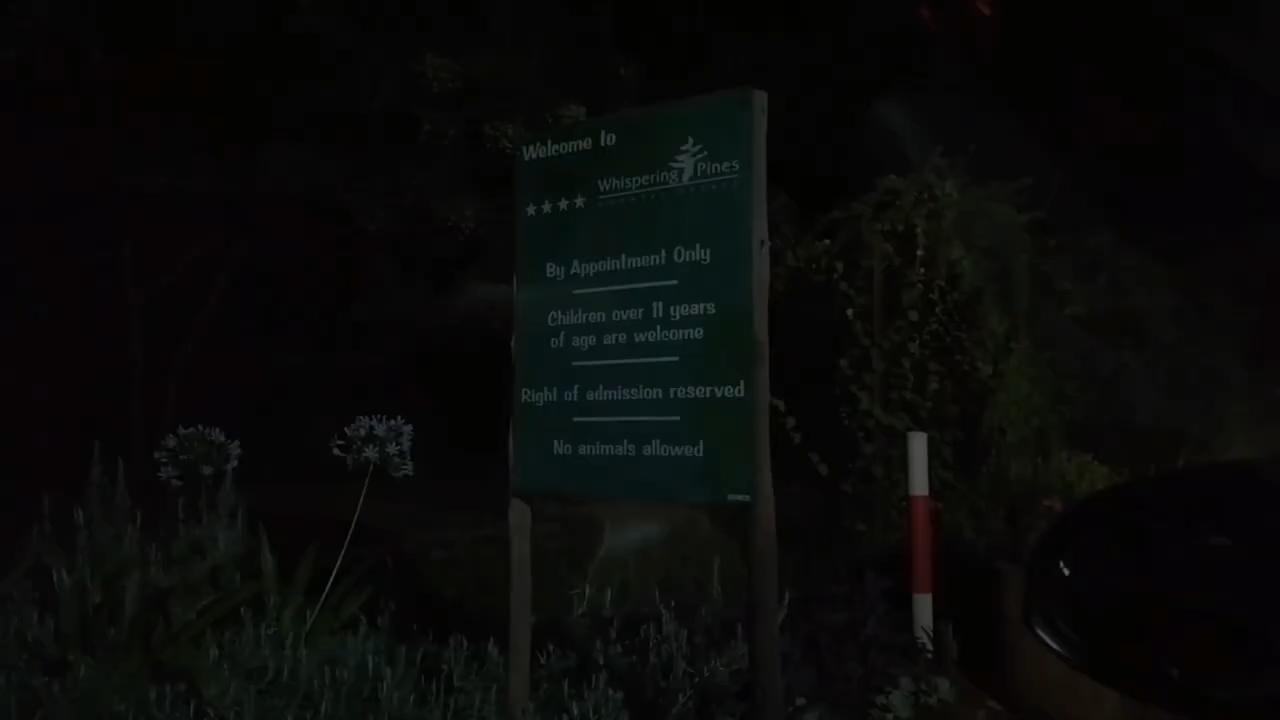 Welcome to
Whispering Pines
By Appointment Only
Children over 11 years
of age are welcome
Right of admission reserved
No animals allowed